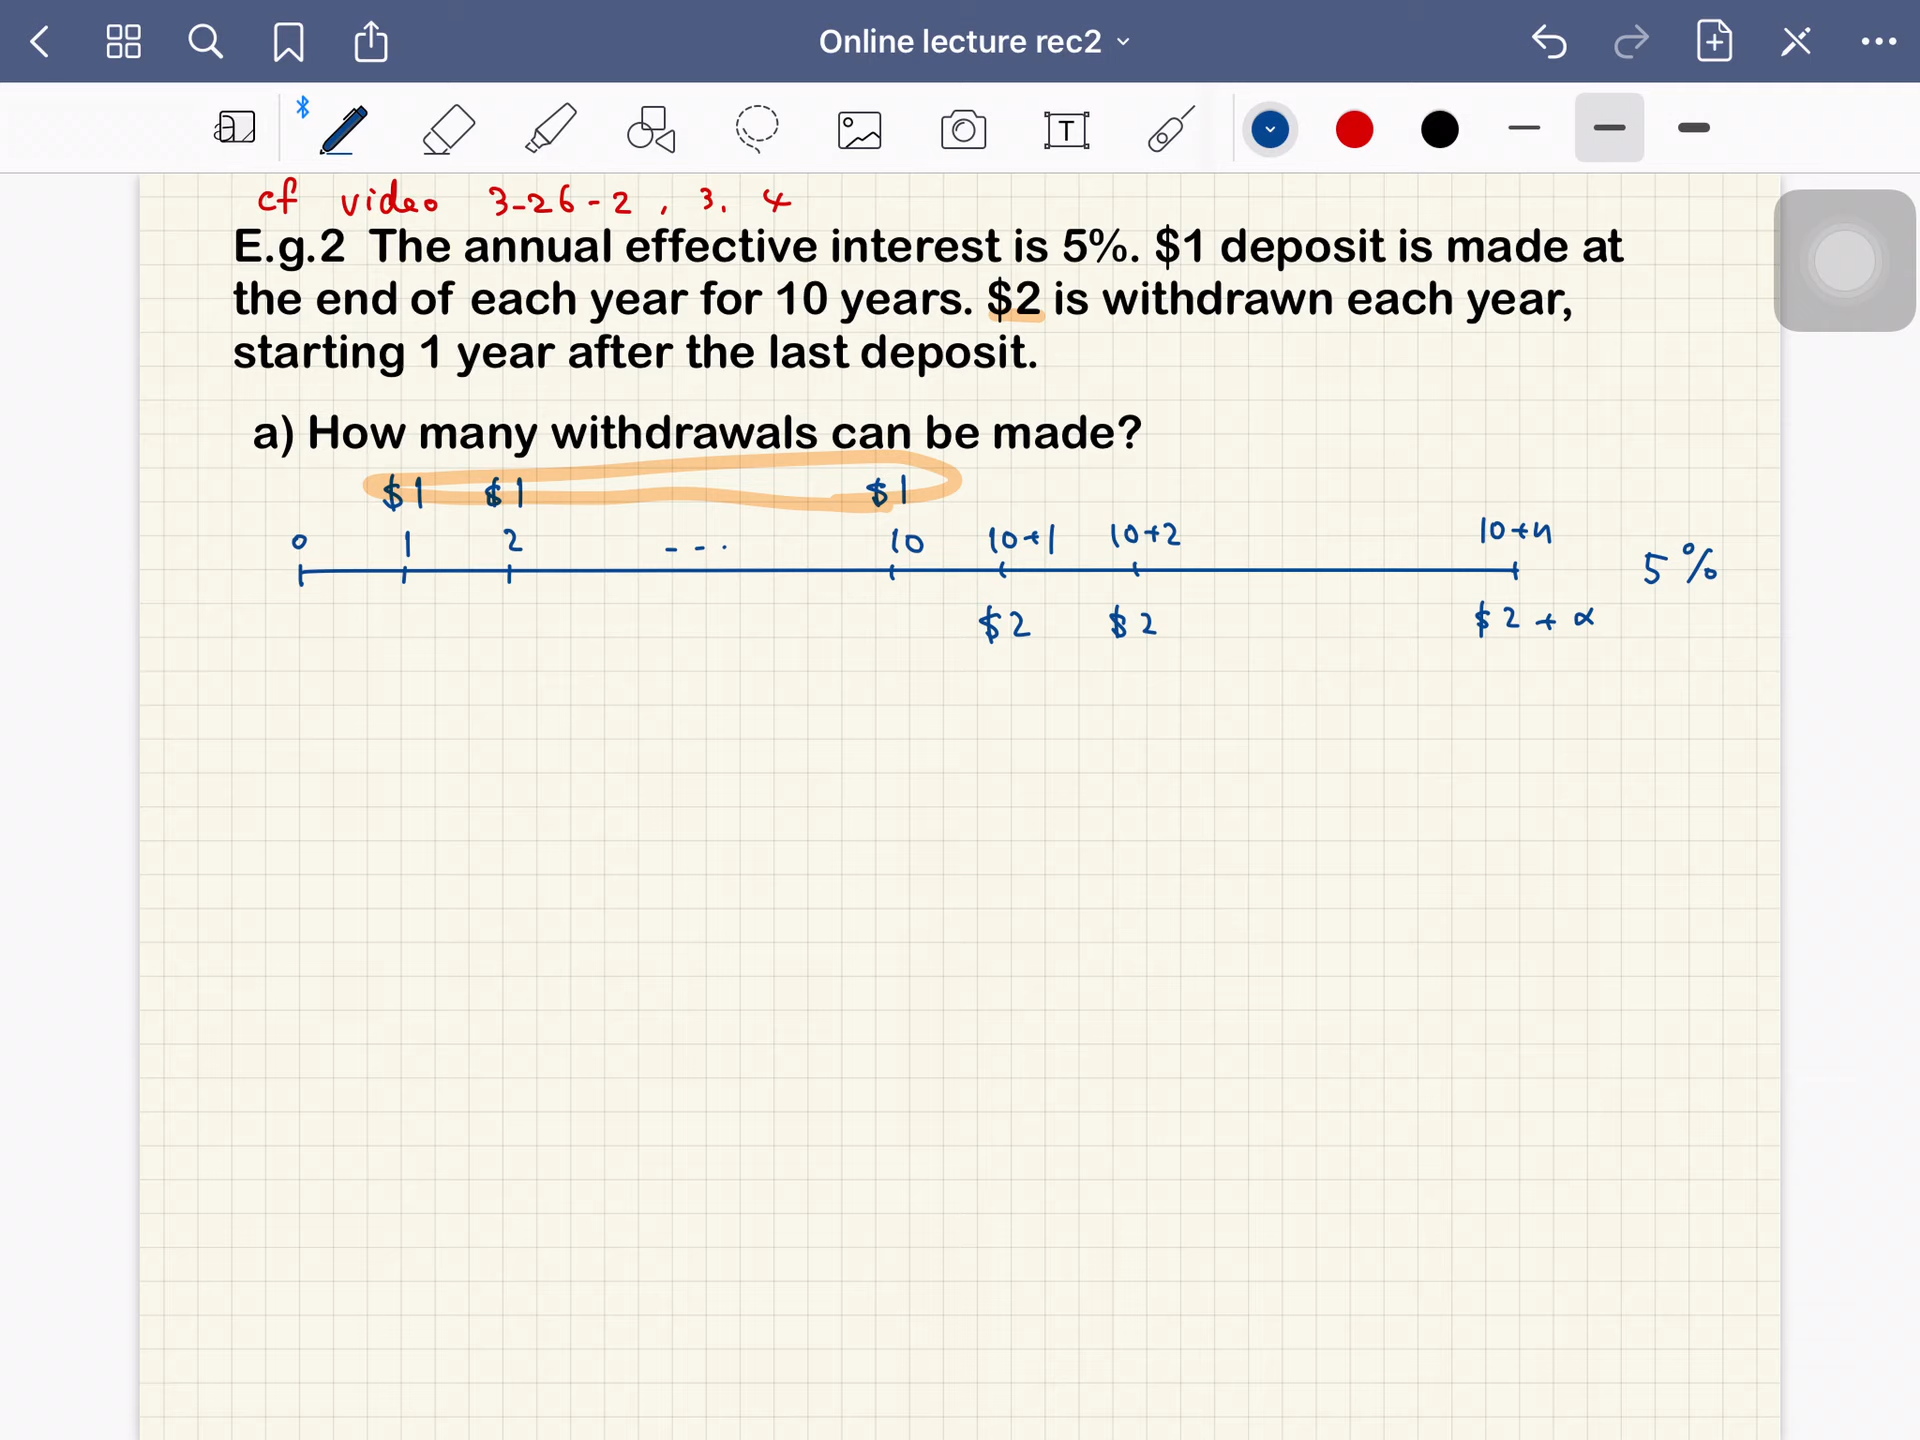 Online lecture rec2
cf video 3-26-2, 3. 4
E.g.2 The annual effective interest is 5%. $1 deposit is made at
the end of each year for 10 years. $2 is withdrawn each year,
starting 1 year after the last deposit.
a) How many withdrawals can be made?
$1 $1 $1
0 1 2 --- 10 10+1 10+2 10+n 5%
$2 $2 $2 + α